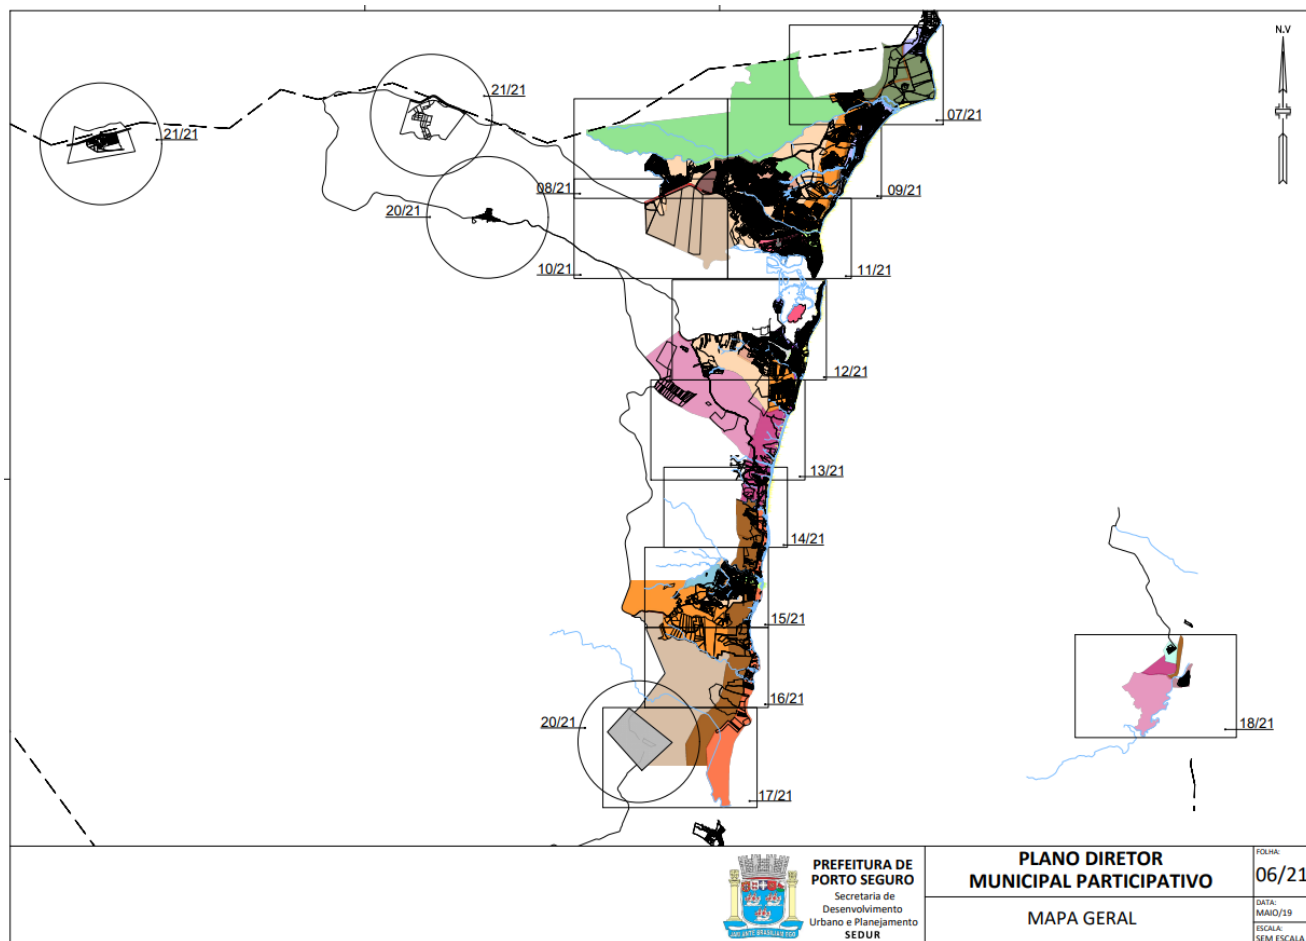 N.V
21/21
21/21
07/21
08/21
09/21
20/21
10/21
11/21
12/21
13/21
14/21
15/21
16/21
20/21
18/21
17/21
PREFEITURA DE
PORTO SEGURO
Secretaria de
Desenvolvimento
Urbano e Planejamento
SEDUR
PLANO DIRETOR
MUNICIPAL PARTICIPATIVO
MAPA GERAL
FOLHA:
06/21
DATA:
MAIO/19
ESCALA:
SEM ESCALA